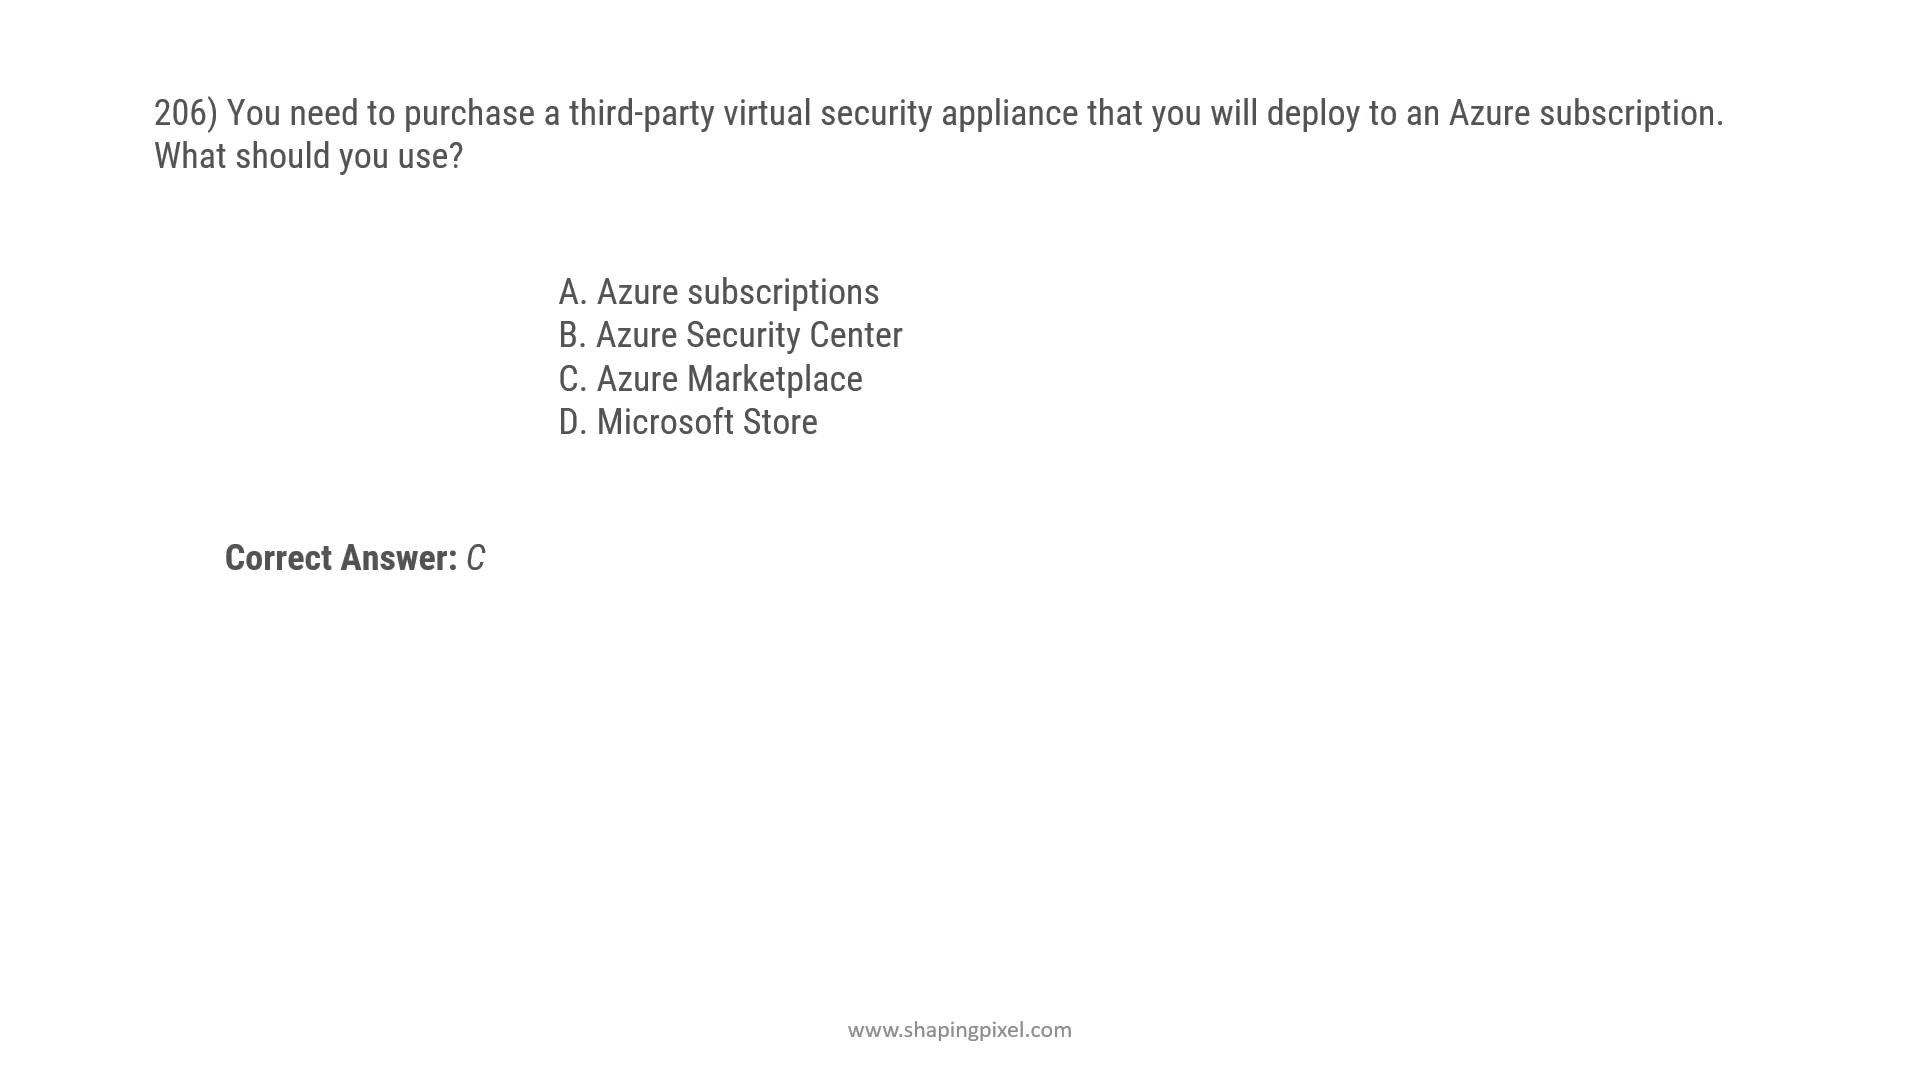 206) You need to purchase a third-party virtual security appliance that you will deploy to an Azure subscription.
What should you use?
A. Azure subscriptions
B. Azure Security Center
C. Azure Marketplace
D. Microsoft Store
Correct Answer: C
www.shapingpixel.com